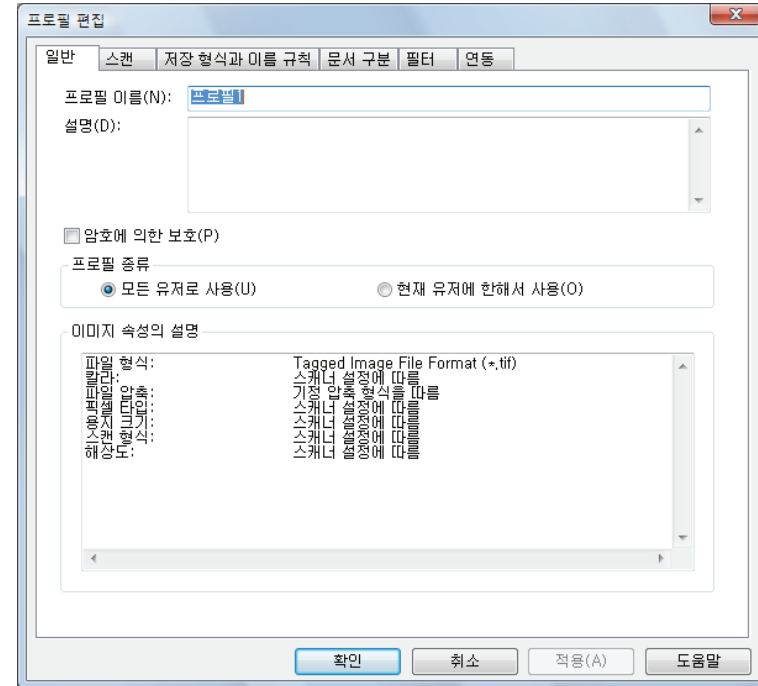 프로필 편집
일반 스캔 저장 형식과 이름 규칙 문서 구분 필터 연동
프로필 이름(N): 프로필1
설명(D):
암호에 의한 보호(P)
프로필 종류
모든 유저로 사용(U) 현재 유저에 한해서 사용(O)
이미지 속성의 설명
파일 형식: Tagged Image File Format (*.tif)
칼라: 스캐너 설정에 따름
파일 압축: 기정 압축 형식을 따름
픽셀 타입: 스캐너 설정에 따름
용지 크기: 스캐너 설정에 따름
스캔 형식: 스캐너 설정에 따름
해상도: 스캐너 설정에 따름
확인 취소 적용(A) 도움말